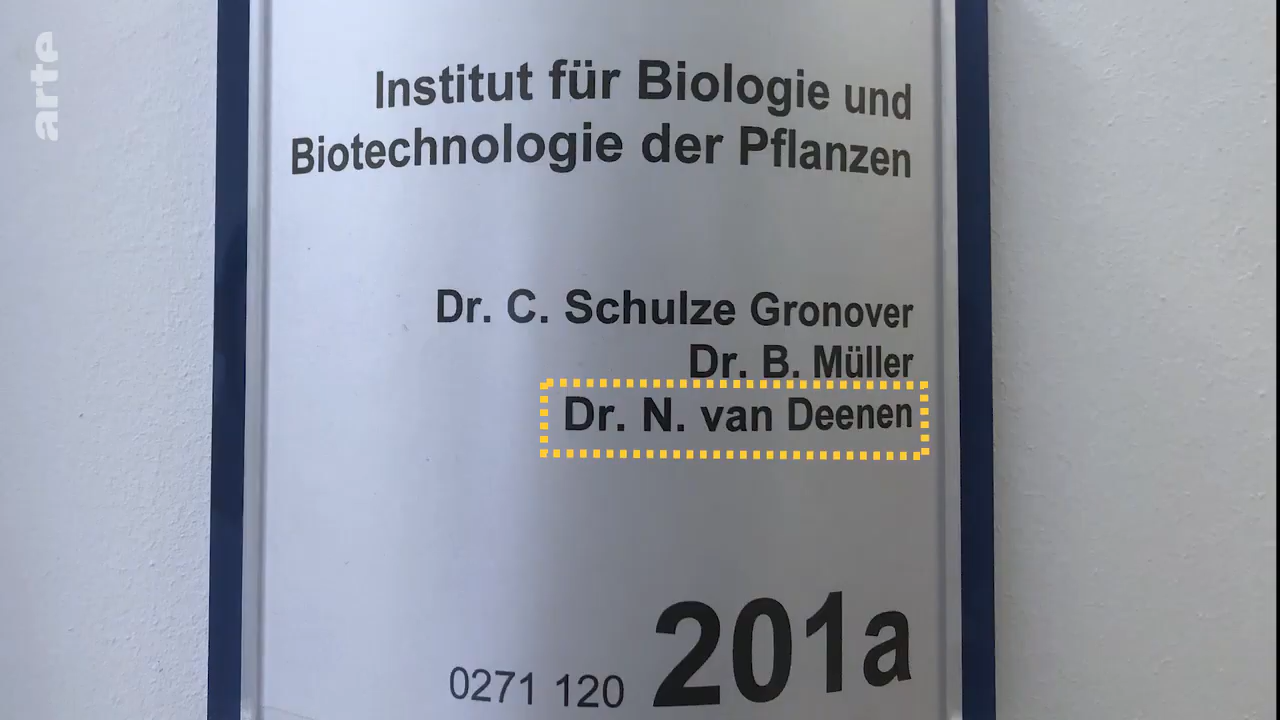 arte
Institut für Biologie und
Biotechnologie der Pflanzen
Dr. C. Schulze Gronover
Dr. B. Müller
Dr. N. van Deenen
0271 120 201a